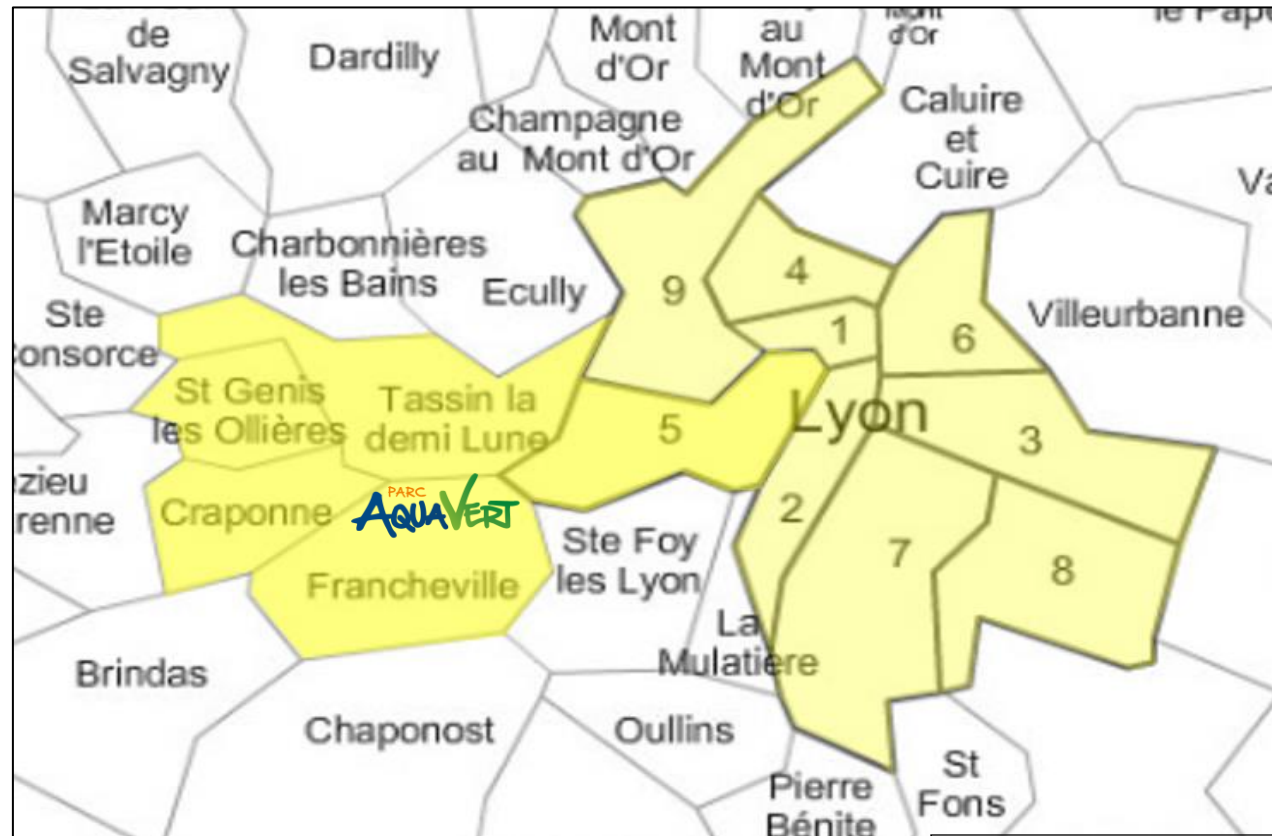 de
Salvagny
Dardilly
Mont
d'Or
au
Mont
d'Or
Mont
d'Or
Champagne
au Mont d'Or
Caluire
et
Cuire
Marcy
l'Etoile
Charbonnières
les Bains
Ecully
9
4
1
6
Villeurbanne
Ste
Consorce
St Genis
les Ollières
Tassin la
demi Lune
5
Lyon
3
Craponne
PARC
AQUAVERT
Francheville
Ste Foy
les Lyon
2
7
8
La
Mulatière
Brindas
Chaponost
Oullins
Pierre
Bénite
St
Fons